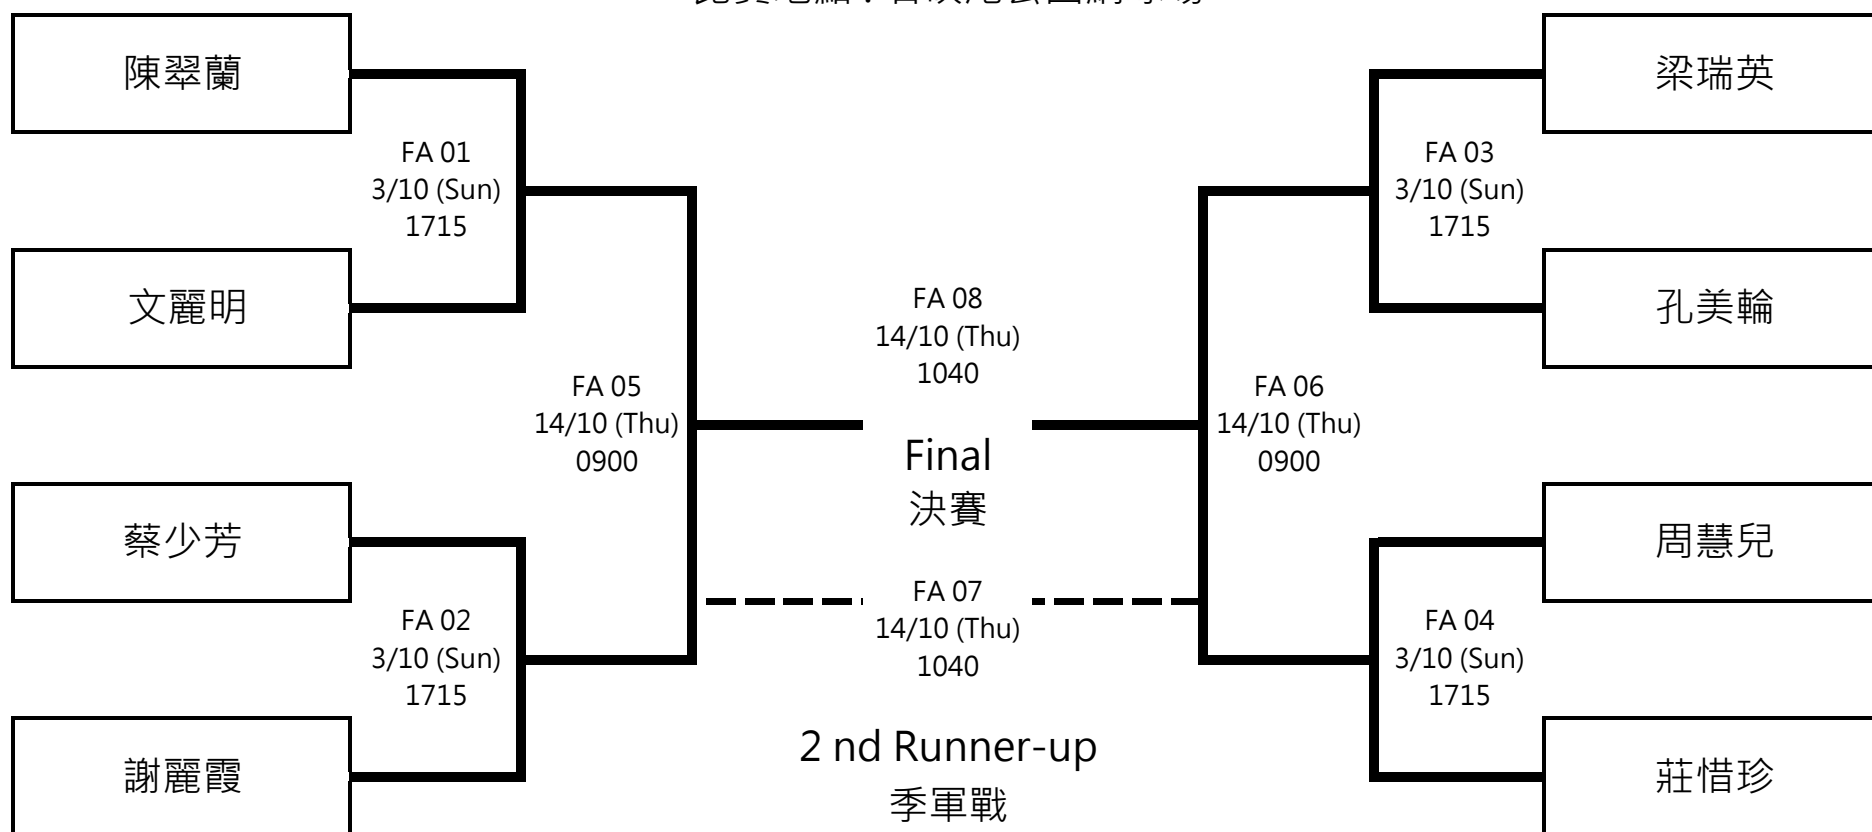 陳翠蘭
FA 01
3/10 (Sun)
1715
文麗明
FA 05
14/10 (Thu)
0900
蔡少芳
FA 02
3/10 (Sun)
1715
謝麗霞
FA 08
14/10 (Thu)
1040
Final
決賽
FA 07
14/10 (Thu)
1040
2 nd Runner-up
季軍戰
梁瑞英
FA 03
3/10 (Sun)
1715
孔美輪
FA 06
14/10 (Thu)
0900
周慧兒
FA 04
3/10 (Sun)
1715
莊惜珍